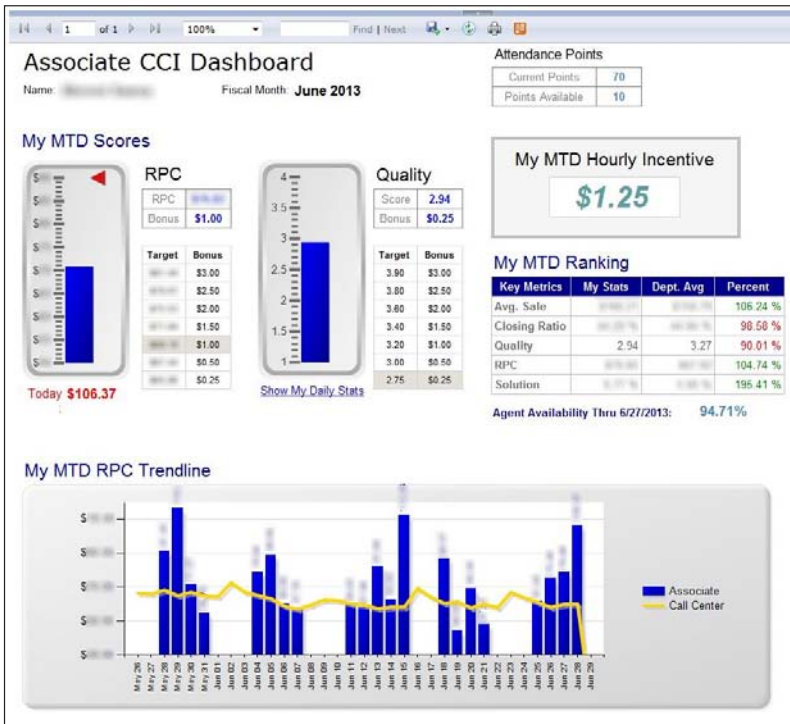 1 of 1 100% Find | Next
Associate CCI Dashboard
Name: Fiscal Month: June 2013
Attendance Points
Current Points 70
Points Available 10
My MTD Scores
RPC
RPC
Bonus $1.00
Target Bonus
$3.00
$2.50
$2.00
$1.50
$1.00
$0.50
$0.25
Today $106.37
4
3.5
3
2.5
2
1.5
1
Show My Daily Stats
Quality
Score 2.94
Bonus $0.25
Target Bonus
3.90 $3.00
3.80 $2.50
3.60 $2.00
3.40 $1.50
3.20 $1.00
3.00 $0.50
2.75 $0.25
My MTD Hourly Incentive
$1.25
My MTD Ranking
Key Metrics My Stats Dept. Avg Percent
Avg. Sale 106.24 %
Closing Ratio 98.58 %
Quality 2.94 3.27 90.01 %
RPC 104.74 %
Solution 195.41 %
Agent Availability Thru 6/27/2013: 94.71%
My MTD RPC Trendline
$
$
$
$
$
Associate
Call Center
May 26
May 27
May 28
May 29
May 30
May 31
Jun 01
Jun 02
Jun 03
Jun 04
Jun 05
Jun 06
Jun 07
Jun 08
Jun 09
Jun 10
Jun 11
Jun 12
Jun 13
Jun 14
Jun 15
Jun 16
Jun 17
Jun 18
Jun 19
Jun 20
Jun 21
Jun 22
Jun 23
Jun 24
Jun 25
Jun 26
Jun 27
Jun 28
Jun 29